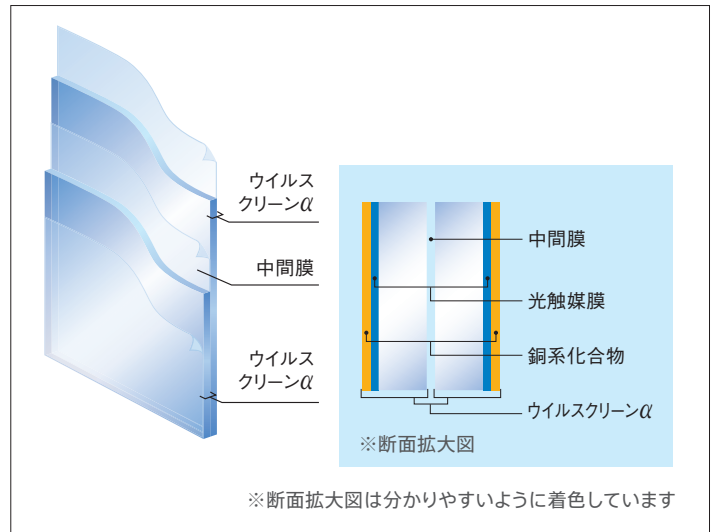 ウイルス
クリーンα
中間膜
ウイルス
クリーンα
中間膜
光触媒膜
銅系化合物
ウイルスクリーンα
※断面拡大図
※断面拡大図は分かりやすいように着色しています